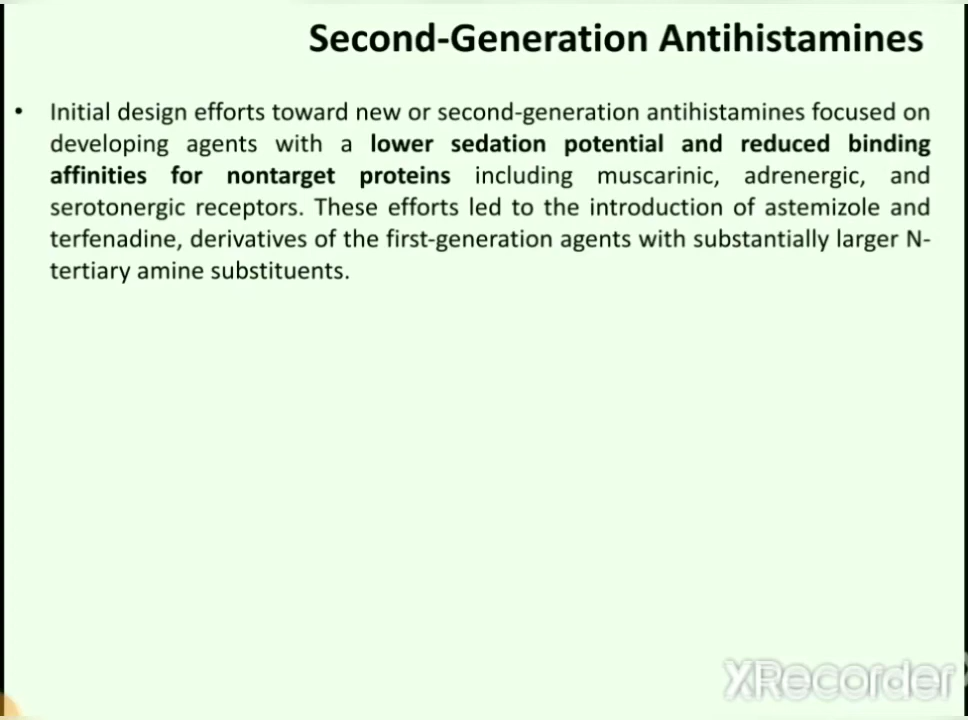 Second-Generation Antihistamines
• Initial design efforts toward new or second-generation antihistamines focused on
developing agents with a lower sedation potential and reduced binding
affinities for nontarget proteins including muscarinic, adrenergic, and
serotonergic receptors. These efforts led to the introduction of astemizole and
terfenadine, derivatives of the first-generation agents with substantially larger N-
tertiary amine substituents.
XRecorder